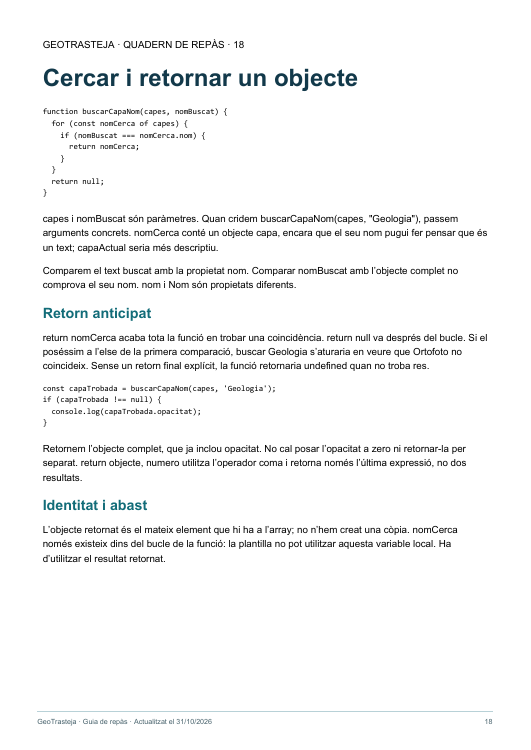 GEOTRASTEJA · QUADERN DE REPÀS · 18
Cercar i retornar un objecte
function buscarCapaNom(capes, nomBuscat) {
  for (const nomCerca of capes) {
    if (nomBuscat === nomCerca.nom) {
      return nomCerca;
    }
  }
  return null;
}
capes i nomBuscat són paràmetres. Quan cridem buscarCapaNom(capes, "Geologia"), passem
arguments concrets. nomCerca conté un objecte capa, encara que el seu nom pugui fer pensar que és
un text; capaActual seria més descriptiu.
Comparem el text buscat amb la propietat nom. Comparar nomBuscat amb l’objecte complet no
comprova el seu nom. nom i Nom són propietats diferents.
Retorn anticipat
return nomCerca acaba tota la funció en trobar una coincidència. return null va després del bucle. Si el
poséssim a l’else de la primera comparació, buscar Geologia s’aturaria en veure que Ortofoto no
coincideix. Sense un retorn final explícit, la funció retornaria undefined quan no troba res.
const capaTrobada = buscarCapaNom(capes, 'Geologia');
if (capaTrobada !== null) {
  console.log(capaTrobada.opacitat);
}
Retornem l’objecte complet, que ja inclou opacitat. No cal posar l’opacitat a zero ni retornar-la per
separat. return objecte, numero utilitza l’operador coma i retorna només l’última expressió, no dos
resultats.
Identitat i abast
L’objecte retornat és el mateix element que hi ha a l’array; no n’hem creat una còpia. nomCerca
només existeix dins del bucle de la funció: la plantilla no pot utilitzar aquesta variable local. Ha
d’utilitzar el resultat retornat.
GeoTrasteja · Guia de repàs · Actualitzat el 31/10/2026
18